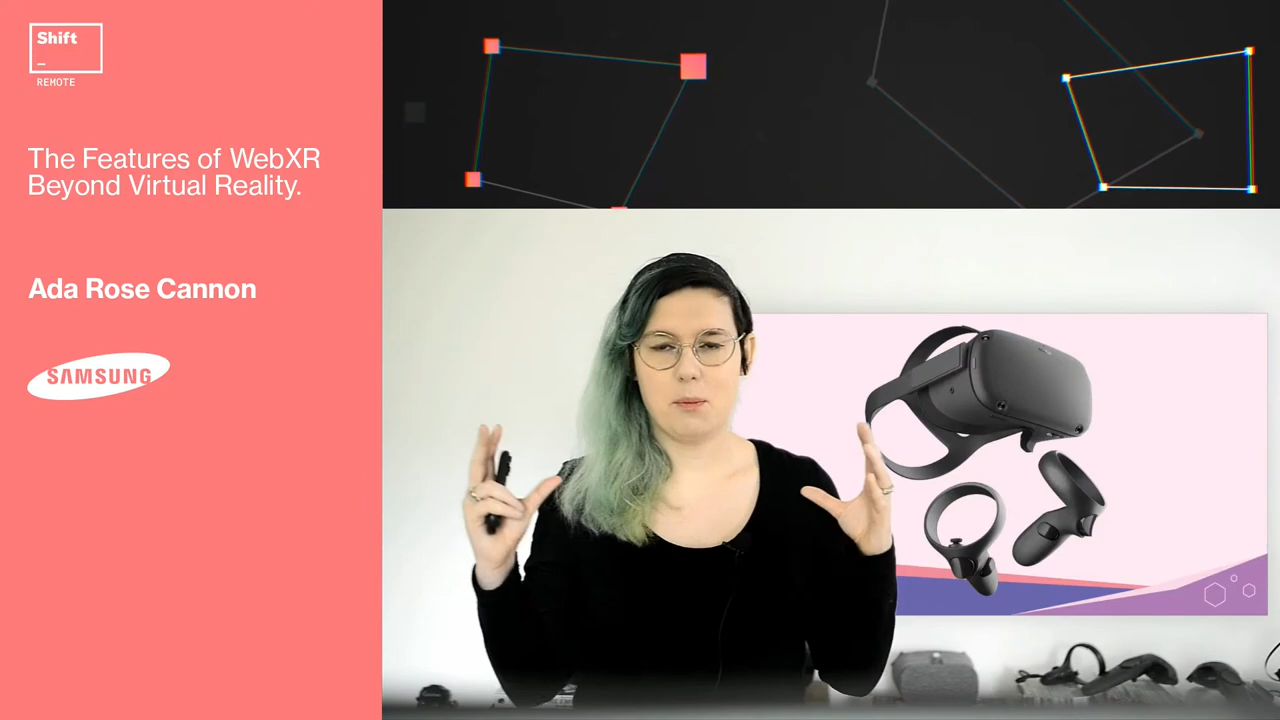 Shift
_
REMOTE
The Features of WebXR
Beyond Virtual Reality.
Ada Rose Cannon
SAMSUNG